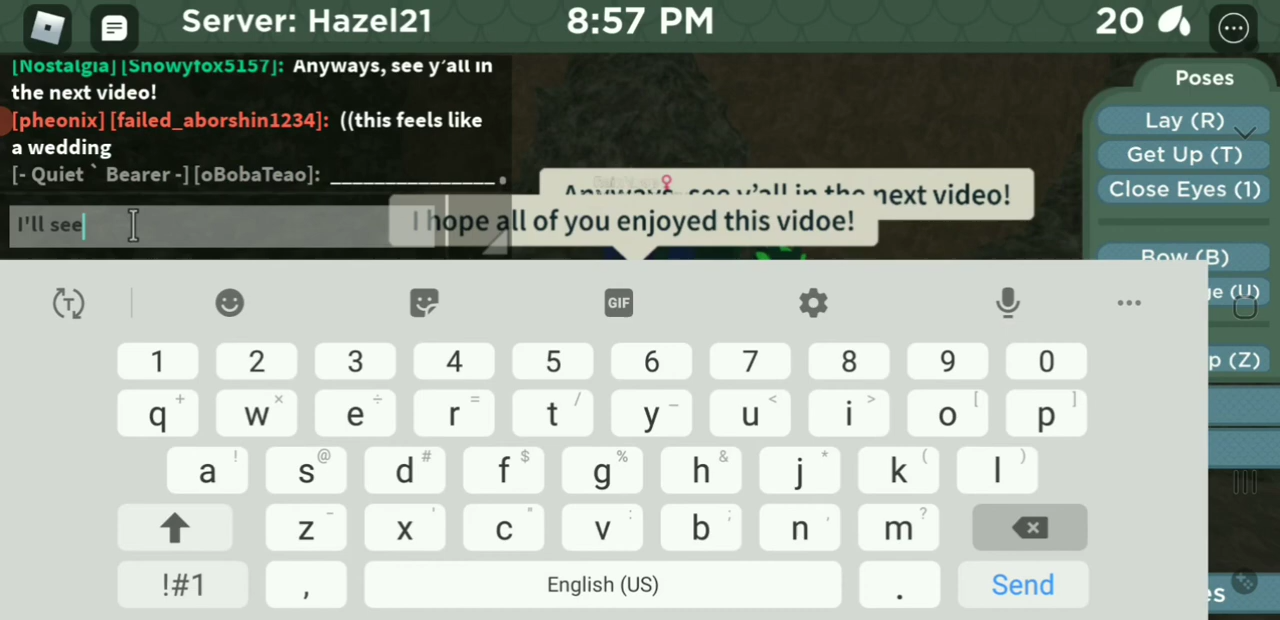 Server: Hazel21
8:57 PM
20
[Nostalgia] [Snowyfox5157]: Anyways, see y'all in
the next video!
[pheonix] [failed_aborshin1234]: ((this feels like
a wedding
[- Quiet ` Bearer -] [oBobaTeao]: _______________.
I'll see
Anyways, see y'all in the next video!
I hope all of you enjoyed this vidoe!
Poses
Lay (R)
Get Up (T)
Close Eyes (1)
Bow (B)
ge (U)
p (Z)
es
T
GIF
1 2 3 4 5 6 7 8 9 0
q + w × e ÷ r = t / y _ u < i > o [ p ]
a ! s @ d # f $ g % h & j * k ( l )
z - x ' c " v : b ; n , m ?
!#1 , English (US) . Send